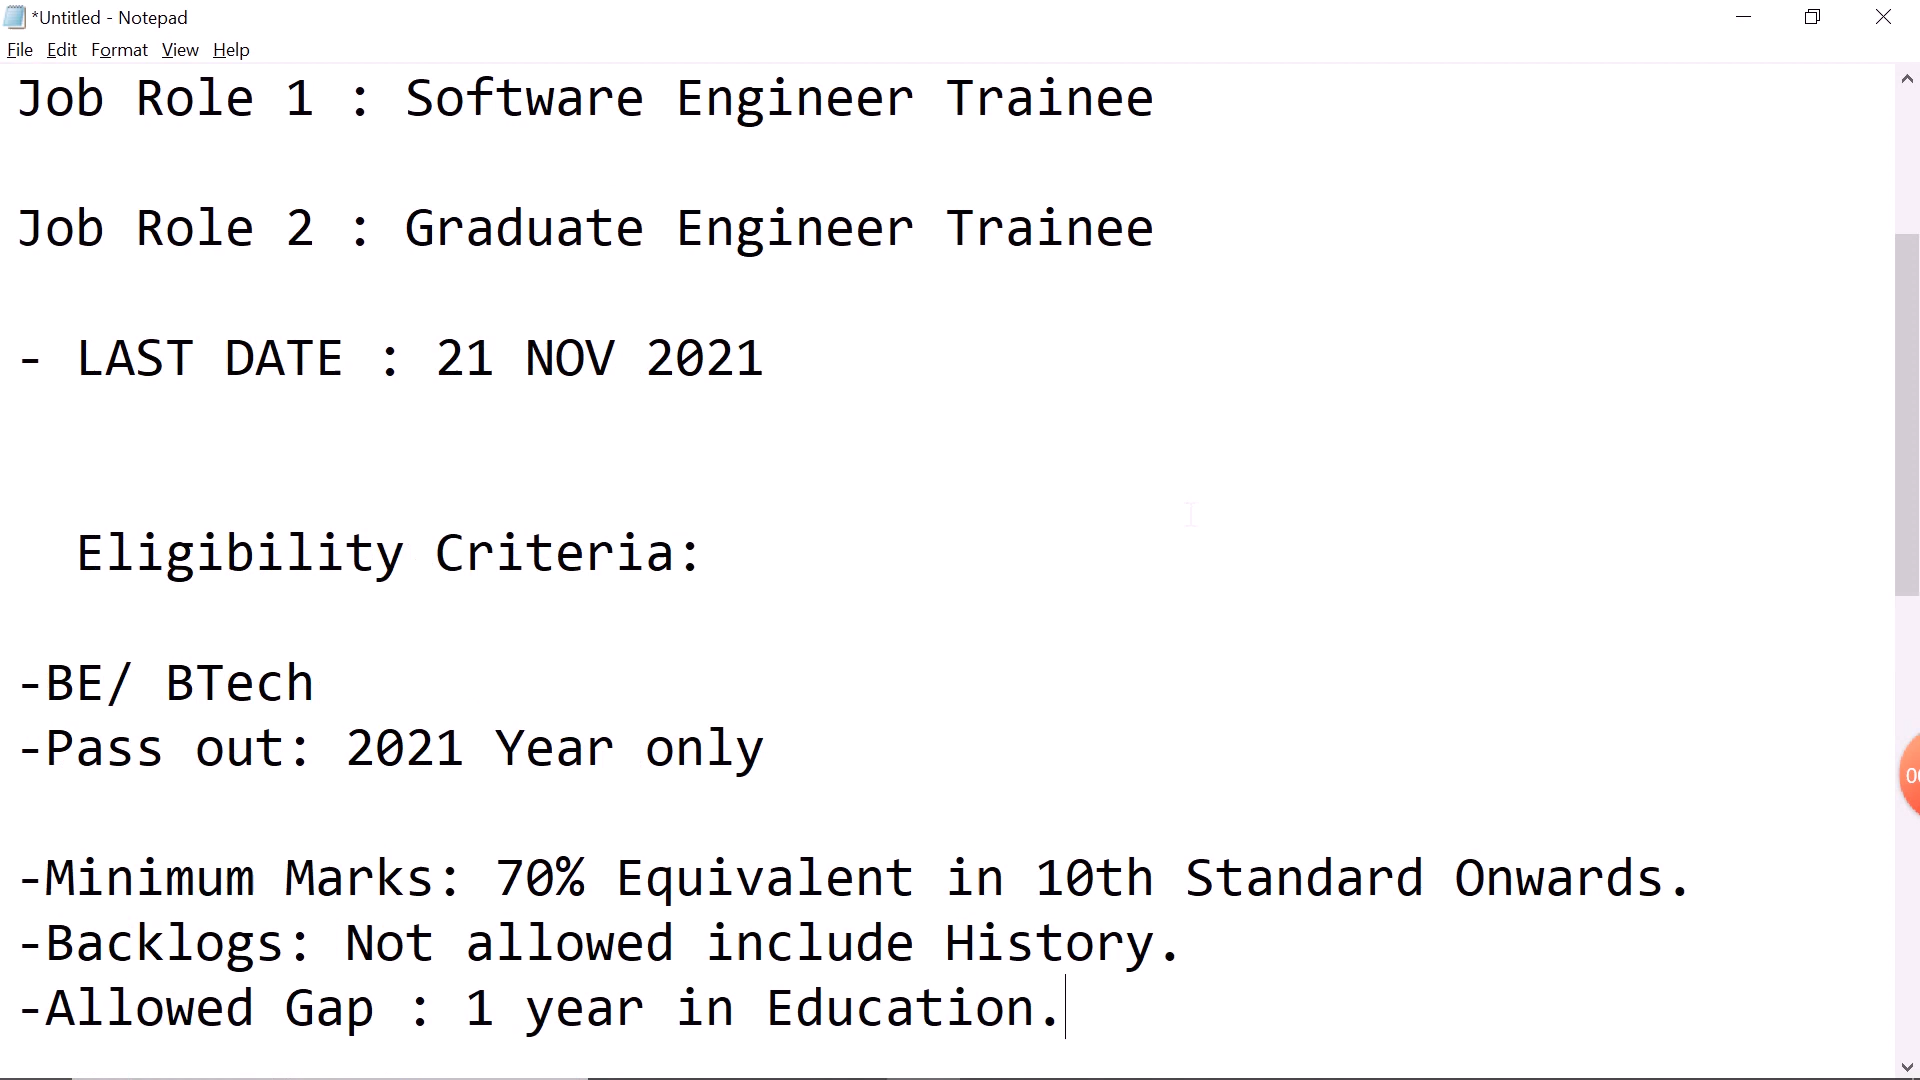 *Untitled - Notepad
File Edit Format View Help
Job Role 1 : Software Engineer Trainee
Job Role 2 : Graduate Engineer Trainee
- LAST DATE : 21 NOV 2021
Eligibility Criteria:
-BE/ BTech
-Pass out: 2021 Year only
-Minimum Marks: 70% Equivalent in 10th Standard Onwards.
-Backlogs: Not allowed include History.
-Allowed Gap : 1 year in Education.